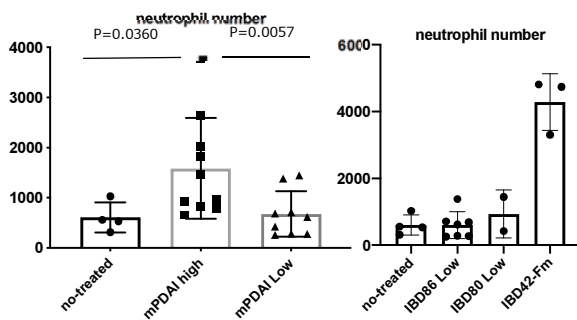 neutrophil number
P=0.0360
P=0.0057
4000
3000
2000
1000
0
no-treated
mPDAI high
mPDAI Low
neutrophil number
6000
4000
2000
0
no-treated
IBD86 Low
IBD80 Low
IBD42-Fm